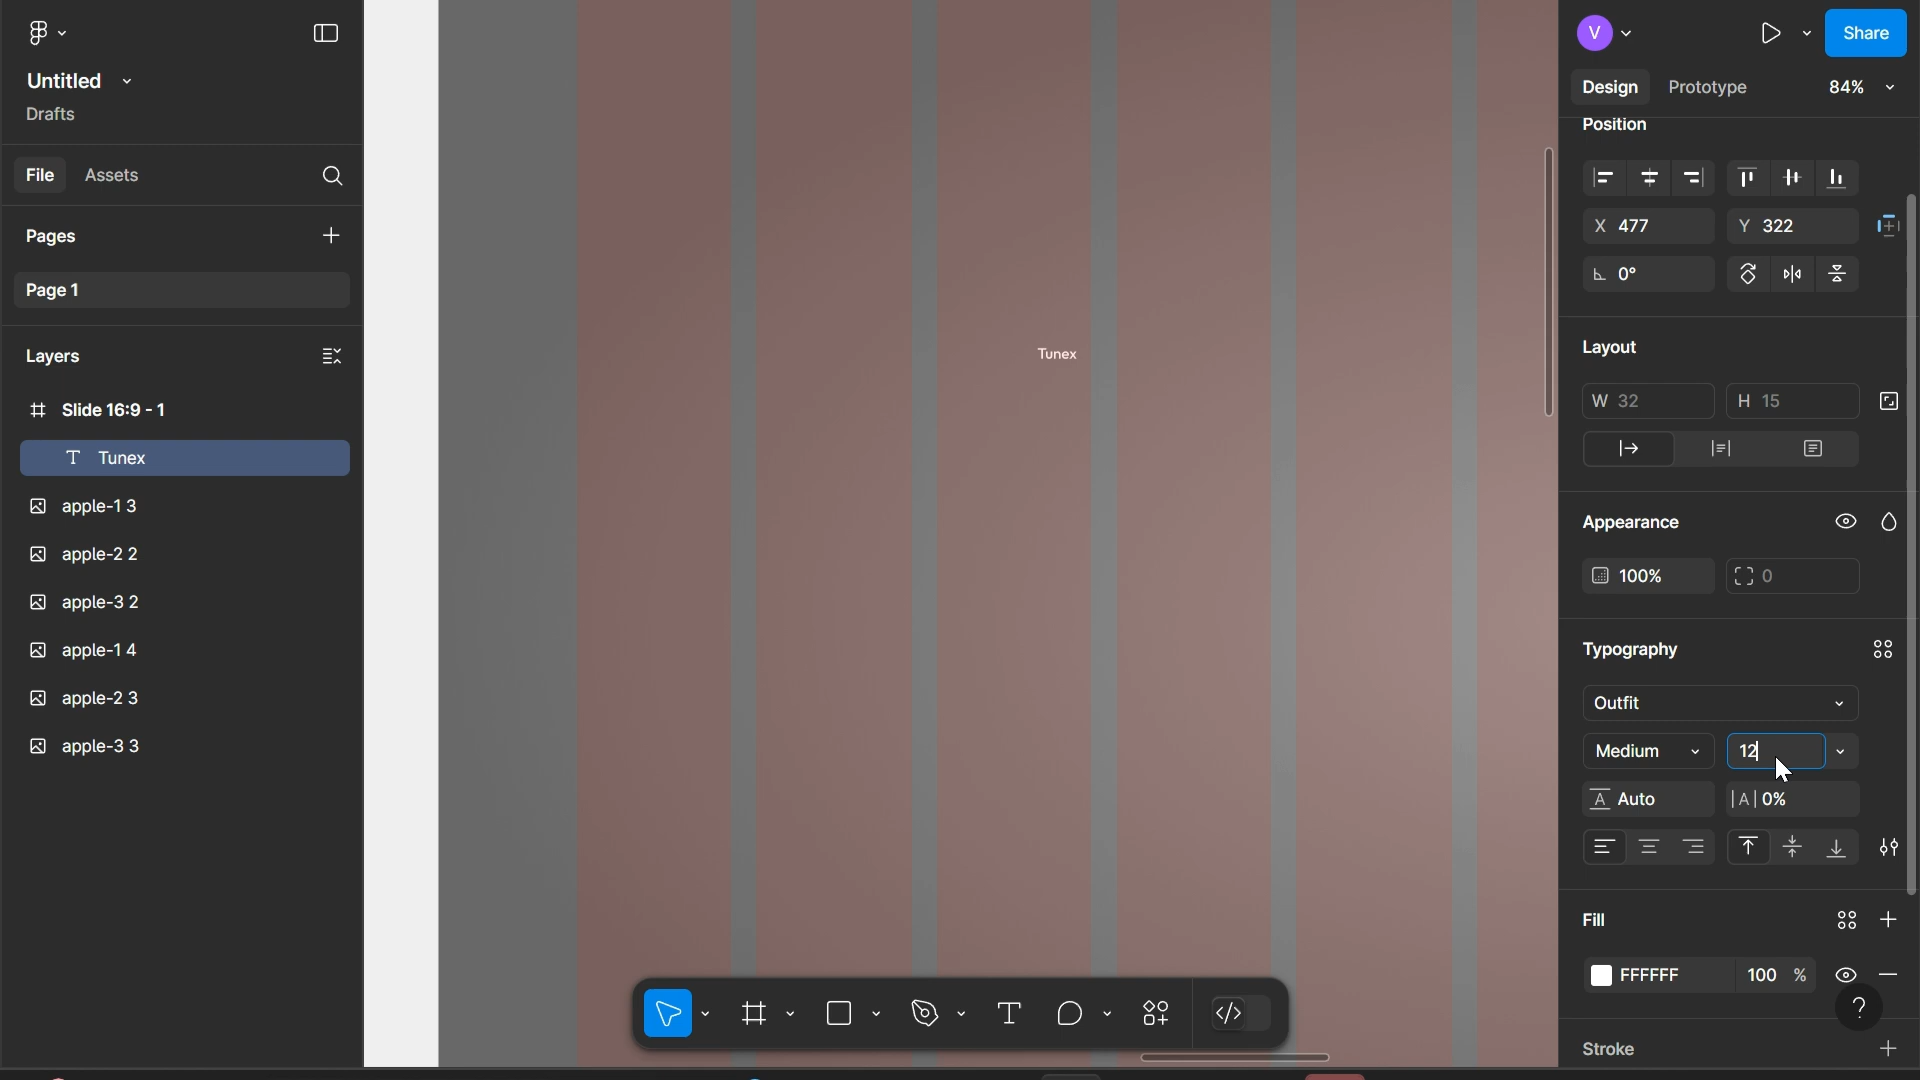 Untitled
Drafts
File Assets
Pages
Page 1
Layers
Slide 16:9 - 1
Tunex
apple-1 3
apple-2 2
apple-3 2
apple-1 4
apple-2 3
apple-3 3
Tunex
V
Share
Design Prototype 84%
Position
X 477 Y 322
0°
Layout
W 32 H 15
Appearance
100% 0
Typography
Outfit
Medium 12
A Auto |A| 0%
Fill
FFFFFF 100 %
?
Stroke